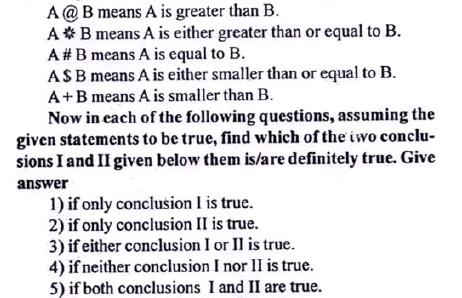 A @ B means A is greater than B.
A ✽ B means A is either greater than or equal to B.
A # B means A is equal to B.
A $ B means A is either smaller than or equal to B.
A + B means A is smaller than B.
Now in each of the following questions, assuming the
given statements to be true, find which of the two conclu-
sions I and II given below them is/are definitely true. Give
answer
1) if only conclusion I is true.
2) if only conclusion II is true.
3) if either conclusion I or II is true.
4) if neither conclusion I nor II is true.
5) if both conclusions I and II are true.